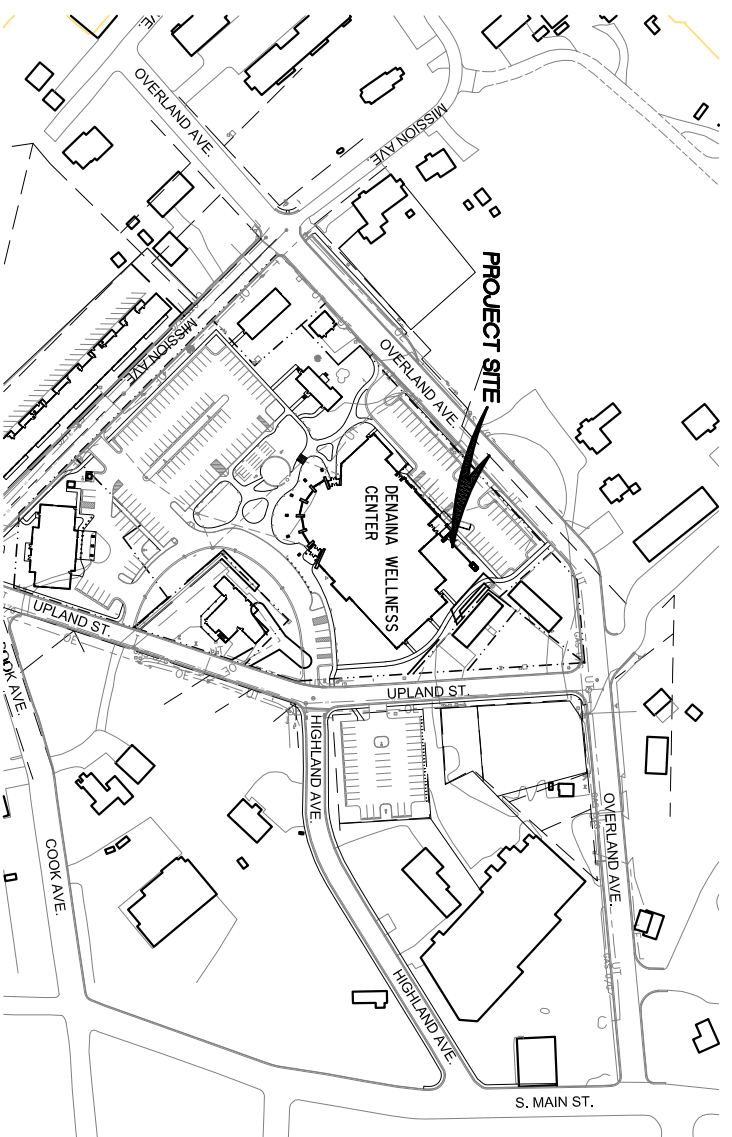 AVE.
OVERLAND AVE.
MISSION AVE.
PROJECT SITE
OVERLAND AVE.
MISSION AVE.
DENAINA WELLNESS
CENTER
UPLAND ST.
UPLAND ST.
COOK AVE.
HIGHLAND AVE.
OVERLAND AVE.
COOK AVE.
HIGHLAND AVE.
S. MAIN ST.